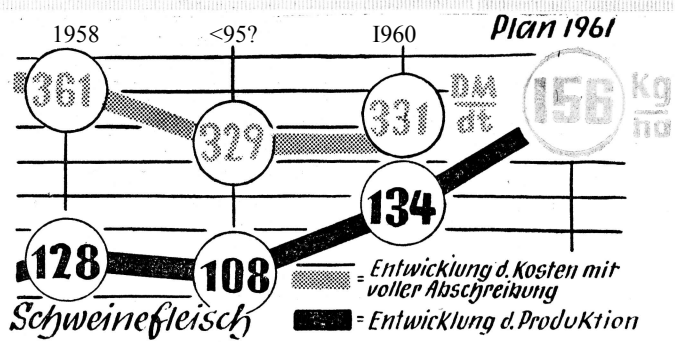 Plan 1961
1958 <95? I960
361 329 331 DM/dt 156 Kg/ha
128 108 134
= Entwicklung d. Kosten mit
voller Abschreibung
Schweinefleisch
= Entwicklung d. Produktion